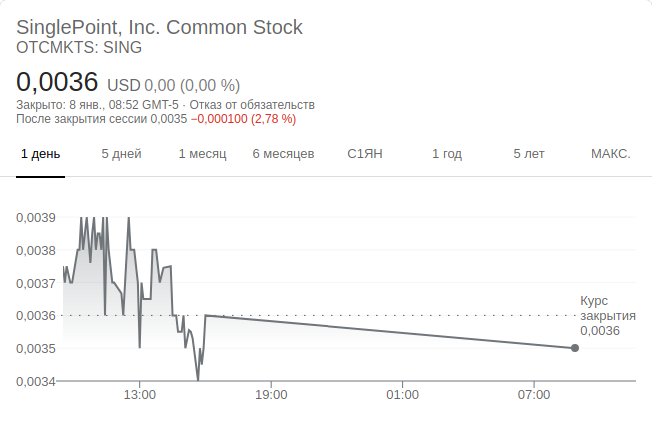 SinglePoint, Inc. Common Stock
OTCMKTS: SING
0,0036 USD 0,00 (0,00 %)
Закрыто: 8 янв., 08:52 GMT-5 · Отказ от обязательств
После закрытия сессии 0,0035 −0,000100 (2,78 %)
1 день 5 дней 1 месяц 6 месяцев С1ЯН 1 год 5 лет МАКС.
0,0039
0,0038
0,0037
0,0036
0,0035
0,0034
Курс
закрытия
0,0036
13:00 19:00 01:00 07:00